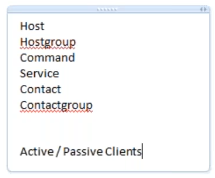 Host
Hostgroup
Command
Service
Contact
Contactgroup
Active / Passive Clients